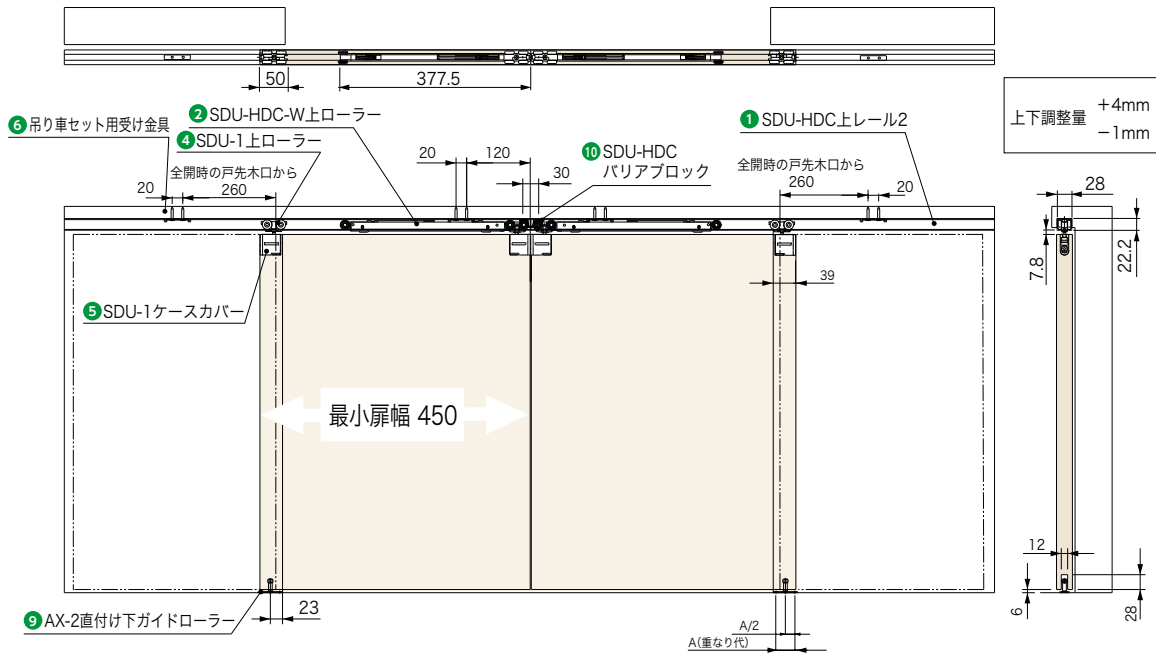 50
377.5
❻吊り車セット用受け金具
❷SDU-HDC-W上ローラー
❹SDU-1上ローラー
❶SDU-HDC上レール2
上下調整量
+4mm
−1mm
全開時の戸先木口から
20
260
20
120
❿SDU-HDC
バリアブロック
30
全開時の戸先木口から
260
20
28
7.8
22.2
39
❺SDU-1ケースカバー
最小扉幅 450
12
❾AX-2直付け下ガイドローラー
23
A/2
A(重なり代)
6
28